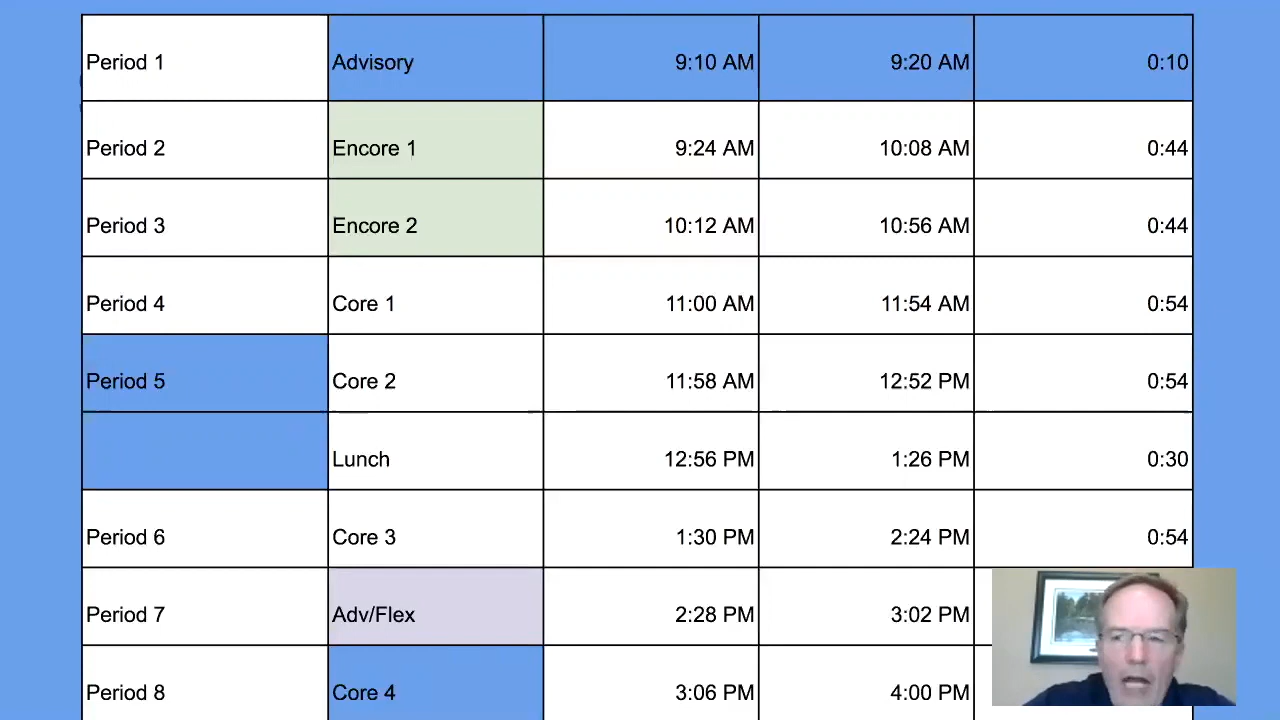 Period 1 Advisory 9:10 AM 9:20 AM 0:10
Period 2 Encore 1 9:24 AM 10:08 AM 0:44
Period 3 Encore 2 10:12 AM 10:56 AM 0:44
Period 4 Core 1 11:00 AM 11:54 AM 0:54
Period 5 Core 2 11:58 AM 12:52 PM 0:54
Lunch 12:56 PM 1:26 PM 0:30
Period 6 Core 3 1:30 PM 2:24 PM 0:54
Period 7 Adv/Flex 2:28 PM 3:02 PM
Period 8 Core 4 3:06 PM 4:00 PM